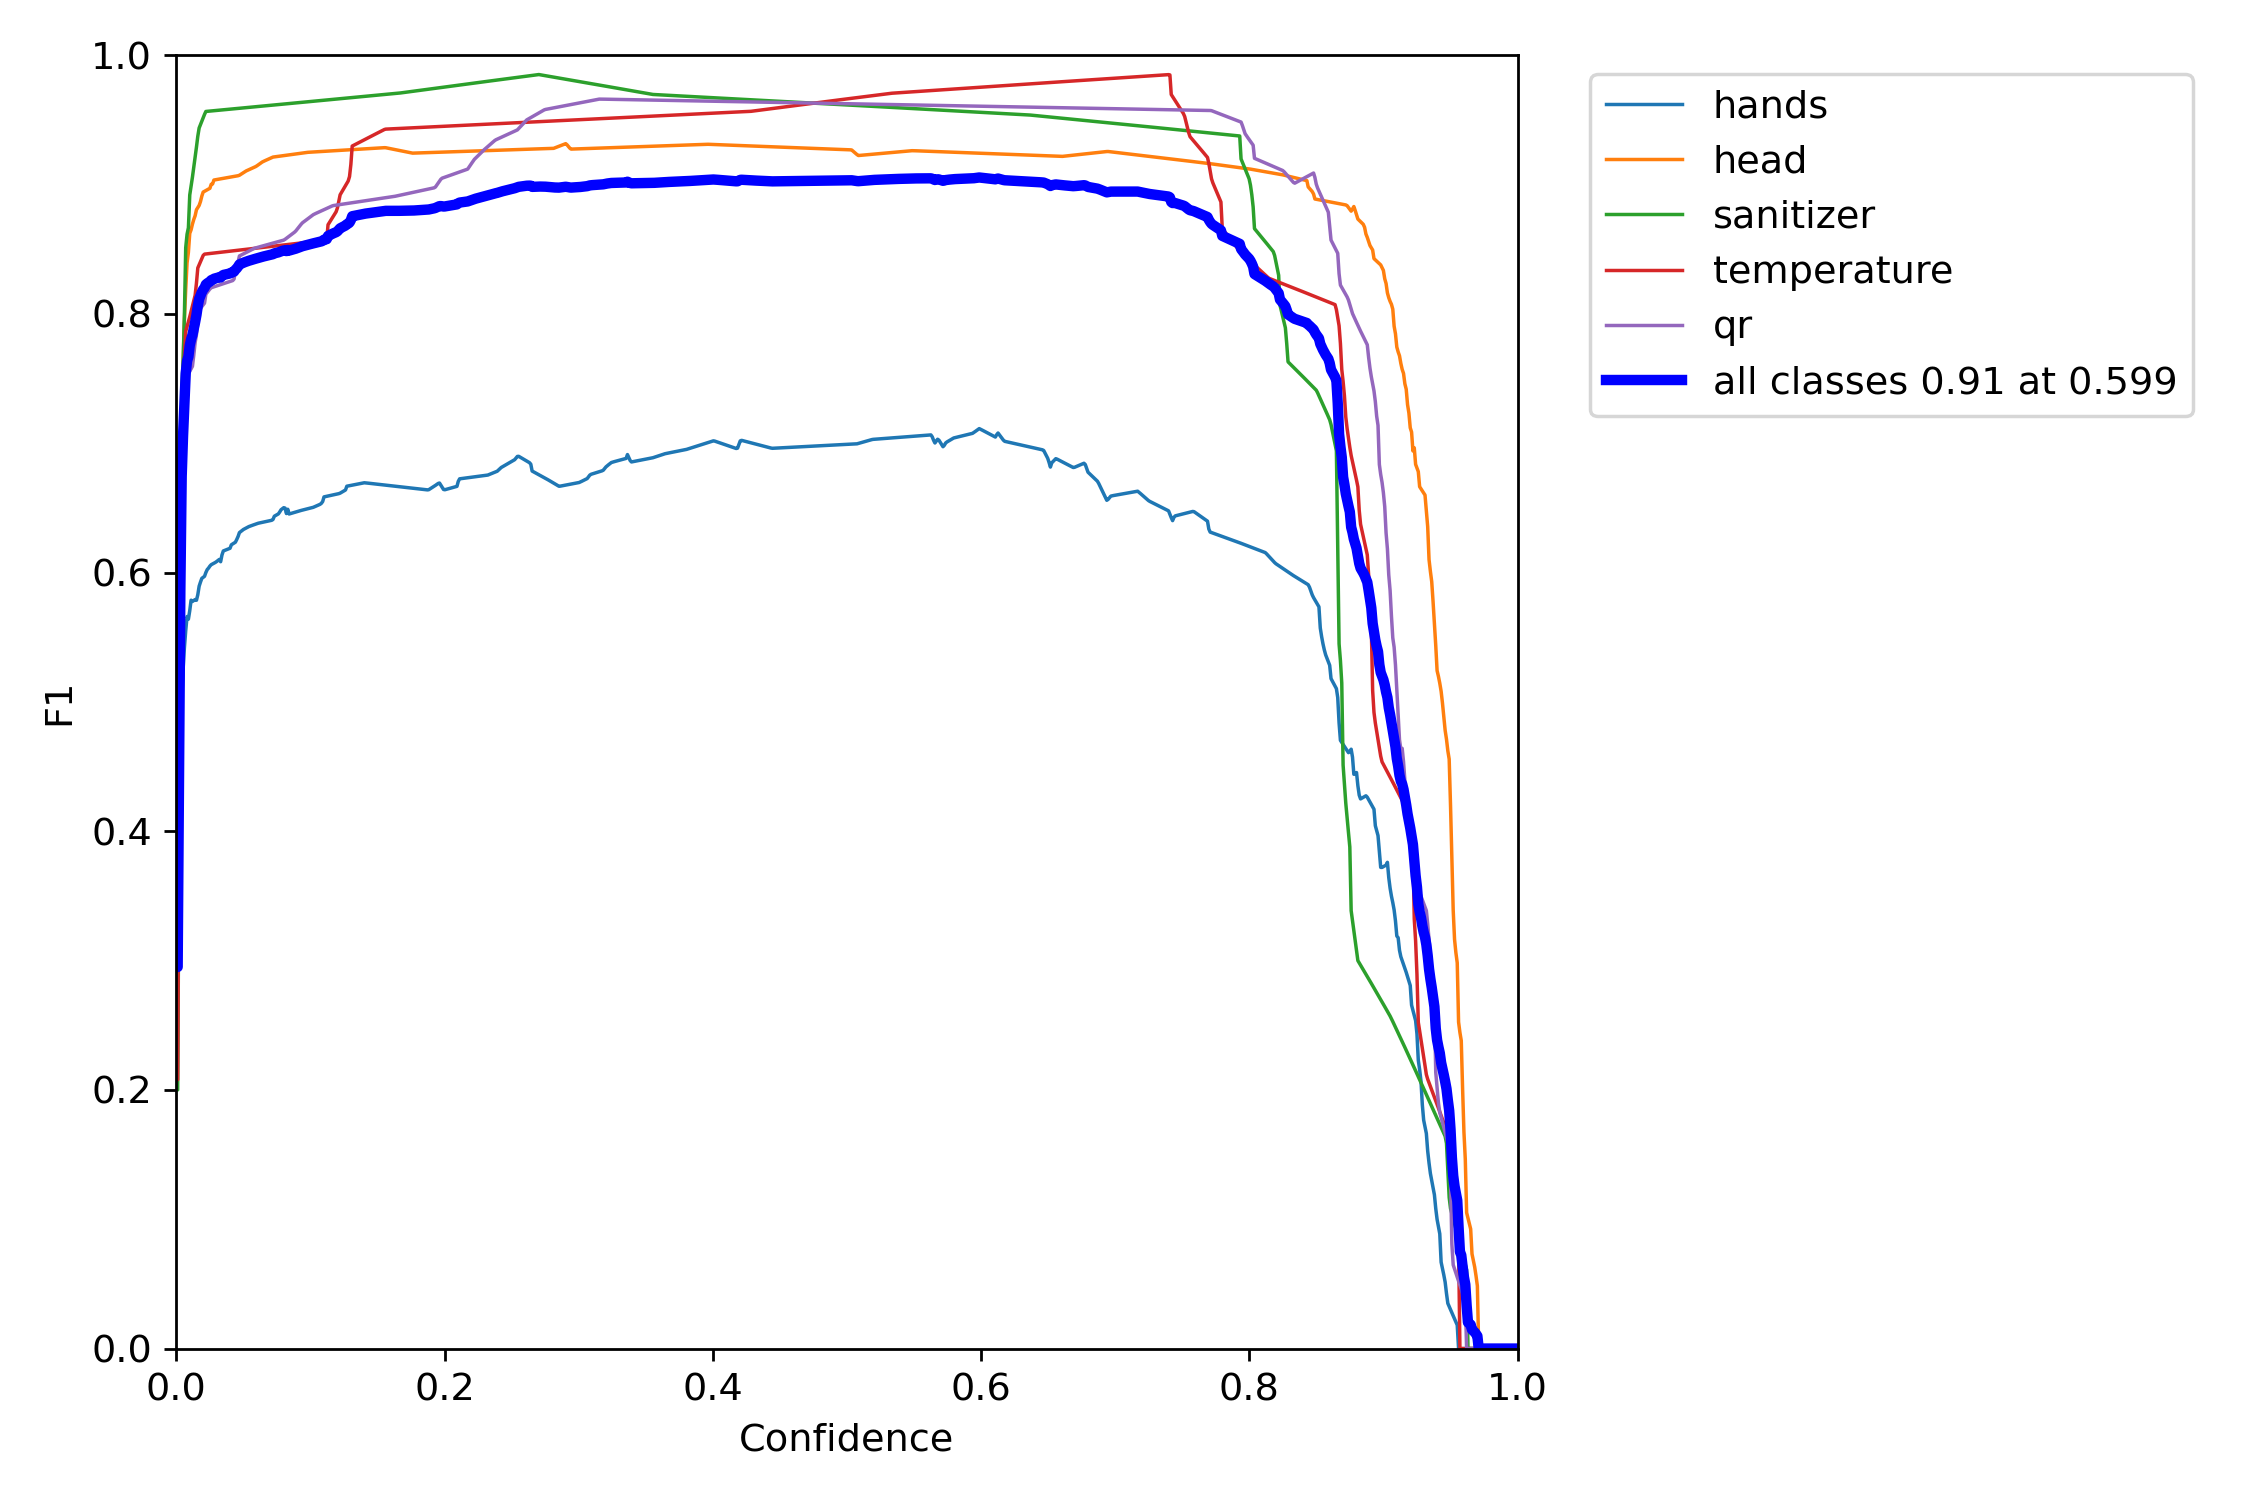 1.0
0.8
0.6
0.4
0.2
0.0
F1
0.0 0.2 0.4 0.6 0.8 1.0
Confidence
hands
head
sanitizer
temperature
qr
all classes 0.91 at 0.599